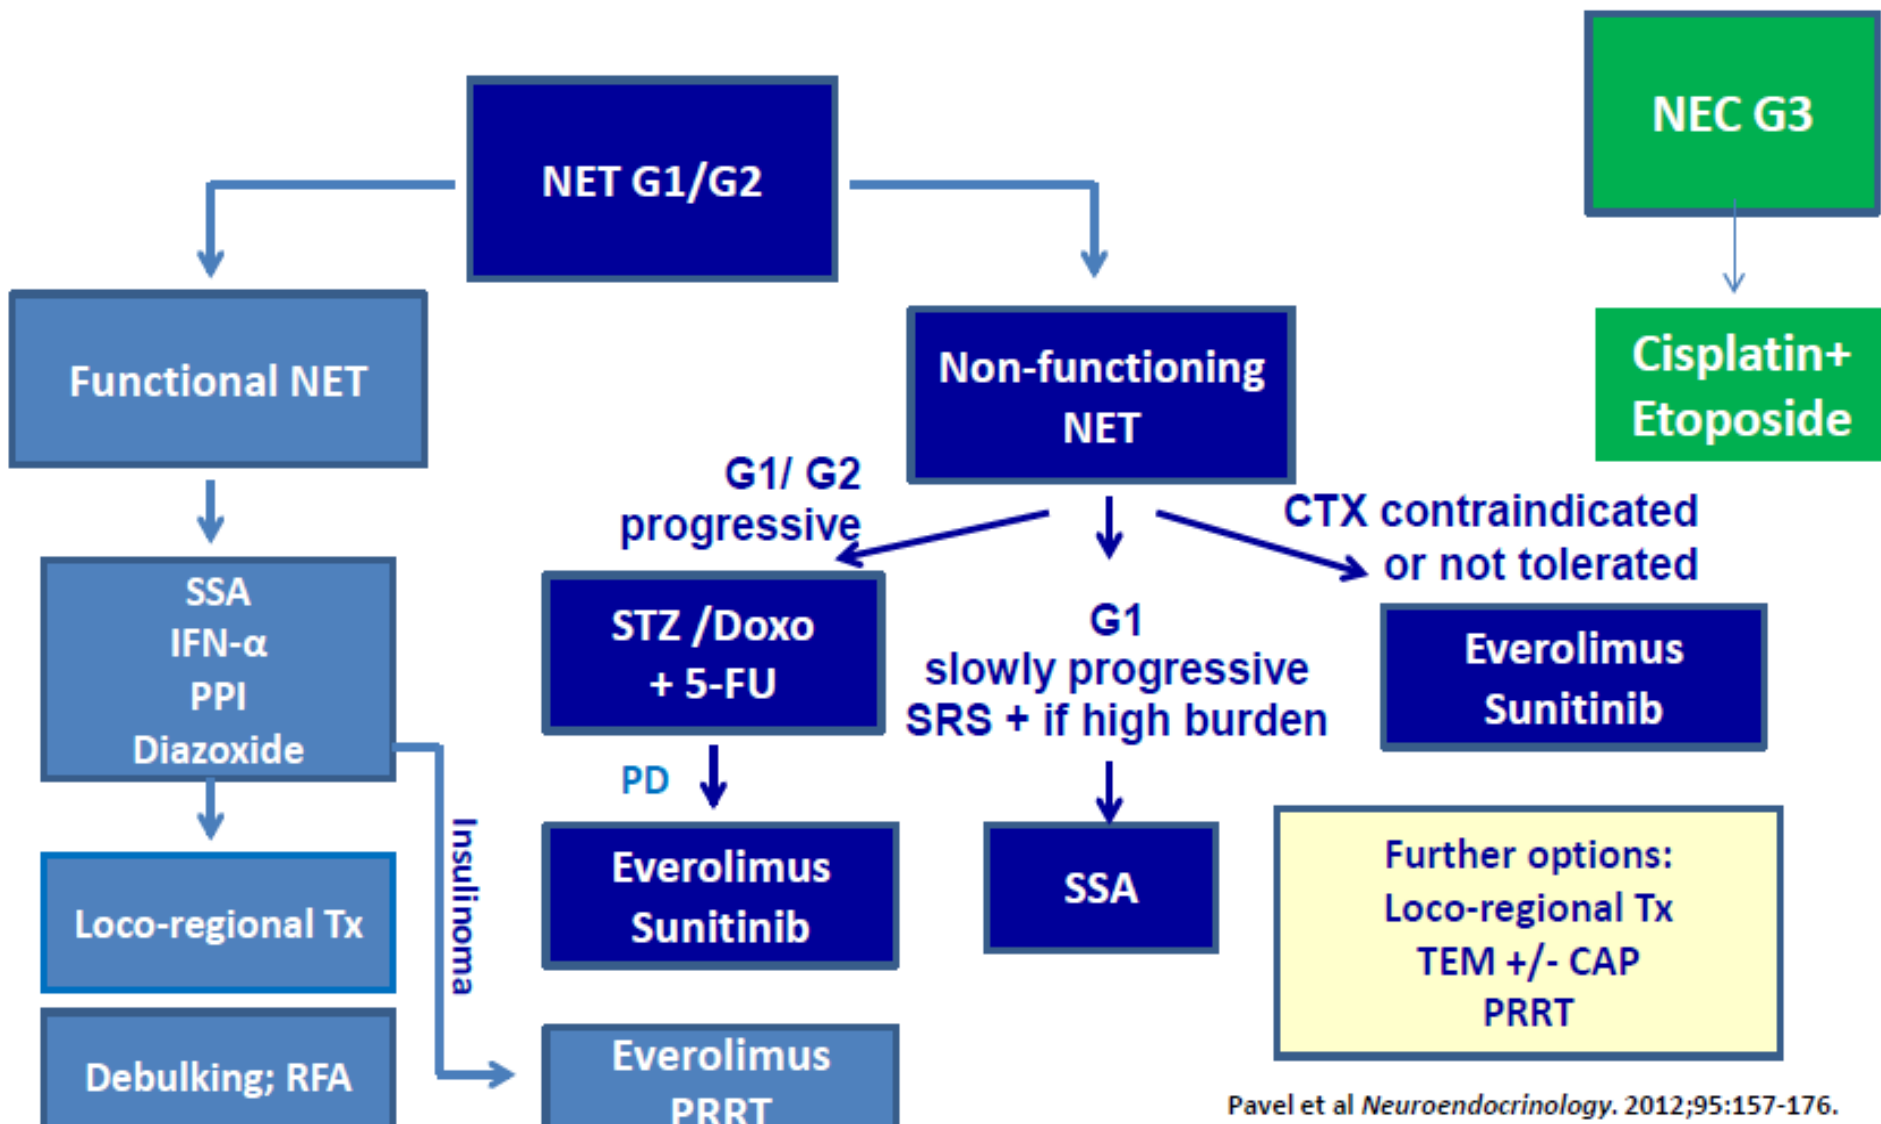 NEC G3
NET G1/G2
Functional NET
Non-functioning
NET
Cisplatin+
Etoposide
G1/ G2
progressive
CTX contraindicated
or not tolerated
SSA
IFN-α
PPI
Diazoxide
STZ /Doxo
+ 5-FU
G1
slowly progressive
SRS + if high burden
Everolimus
Sunitinib
PD
Insulinoma
Loco-regional Tx
Everolimus
Sunitinib
SSA
Further options:
Loco-regional Tx
TEM +/- CAP
PRRT
Debulking; RFA
Everolimus
PRRT
Pavel et al Neuroendocrinology. 2012;95:157-176.